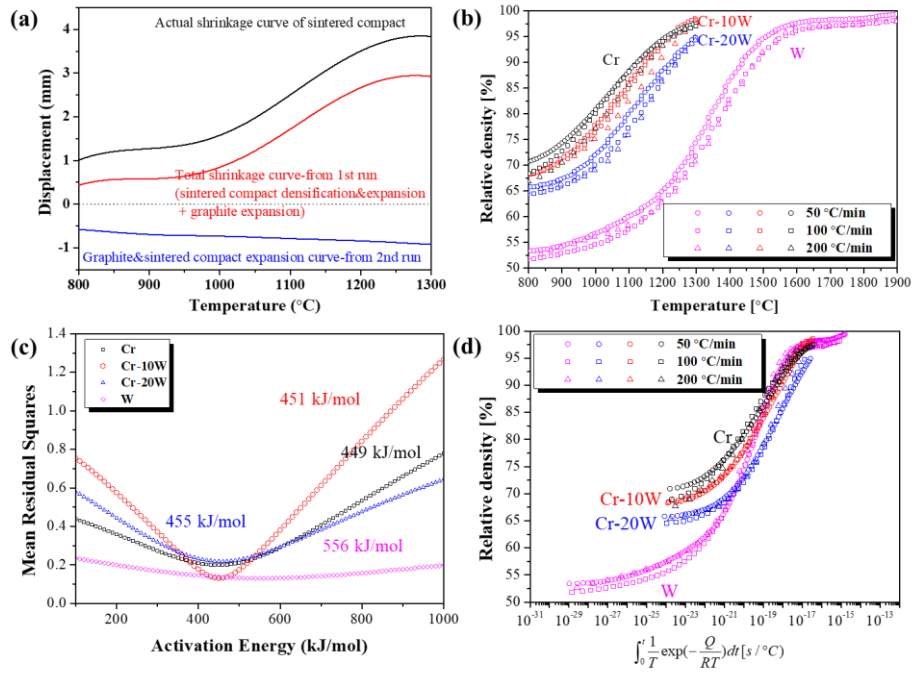 (a)
Actual shrinkage curve of sintered compact
4
3
2
1
0
-1
Displacement (mm)
Total shrinkage curve-from 1st run
(sintered compact densification&expansion
+ graphite expansion)
Graphite&sintered compact expansion curve-from 2nd run
800 900 1000 1100 1200 1300
Temperature (°C)
(b)
100
95
90
85
80
75
70
65
60
55
50
Relative density [%]
Cr-10W
Cr-20W
Cr
W
50 °C/min
100 °C/min
200 °C/min
800 900 1000 1100 1200 1300 1400 1500 1600 1700 1800 1900
Temperature [°C]
(c)
1.4
1.2
1.0
0.8
0.6
0.4
0.2
0.0
Mean Residual Squares
Cr
Cr-10W
Cr-20W
W
451 kJ/mol
449 kJ/mol
455 kJ/mol
556 kJ/mol
200 400 600 800 1000
Activation Energy (kJ/mol)
(d)
100
95
90
85
80
75
70
65
60
55
50
Relative density [%]
50 °C/min
100 °C/min
200 °C/min
Cr
Cr-10W
Cr-20W
W
10⁻³¹ 10⁻²⁹ 10⁻²⁷ 10⁻²⁵ 10⁻²³ 10⁻²¹ 10⁻¹⁹ 10⁻¹⁷ 10⁻¹⁵ 10⁻¹³
∫₀ᵗ 1/T exp(−Q/RT)dt[s/°C]